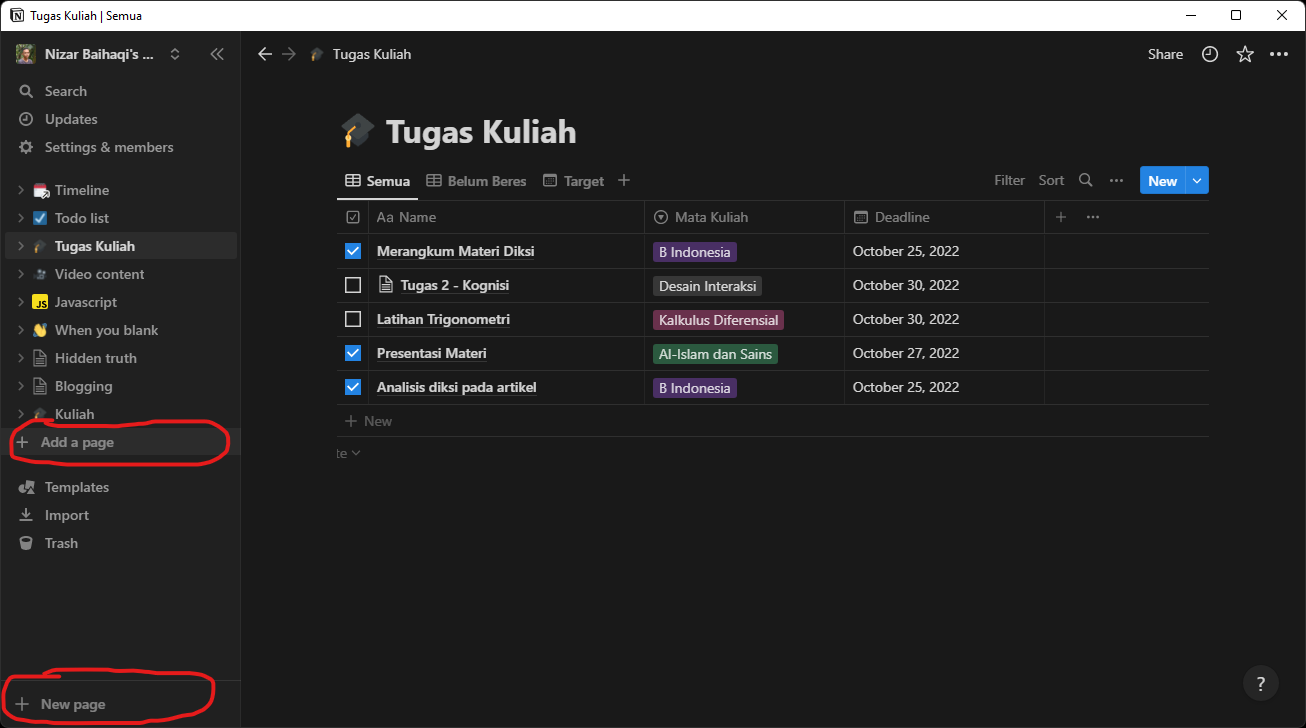 Tugas Kuliah | Semua
Nizar Baihaqi's ...
Tugas Kuliah
Share
Search
Updates
Settings & members
Timeline
Todo list
Tugas Kuliah
Video content
JS Javascript
When you blank
Hidden truth
Blogging
Kuliah
Add a page
Templates
Import
Trash
New page
Tugas Kuliah
Semua Belum Beres Target
Filter Sort New
Aa Name Mata Kuliah Deadline
Merangkum Materi Diksi B Indonesia October 25, 2022
Tugas 2 - Kognisi Desain Interaksi October 30, 2022
Latihan Trigonometri Kalkulus Diferensial October 30, 2022
Presentasi Materi Al-Islam dan Sains October 27, 2022
Analisis diksi pada artikel B Indonesia October 25, 2022
New
te
?